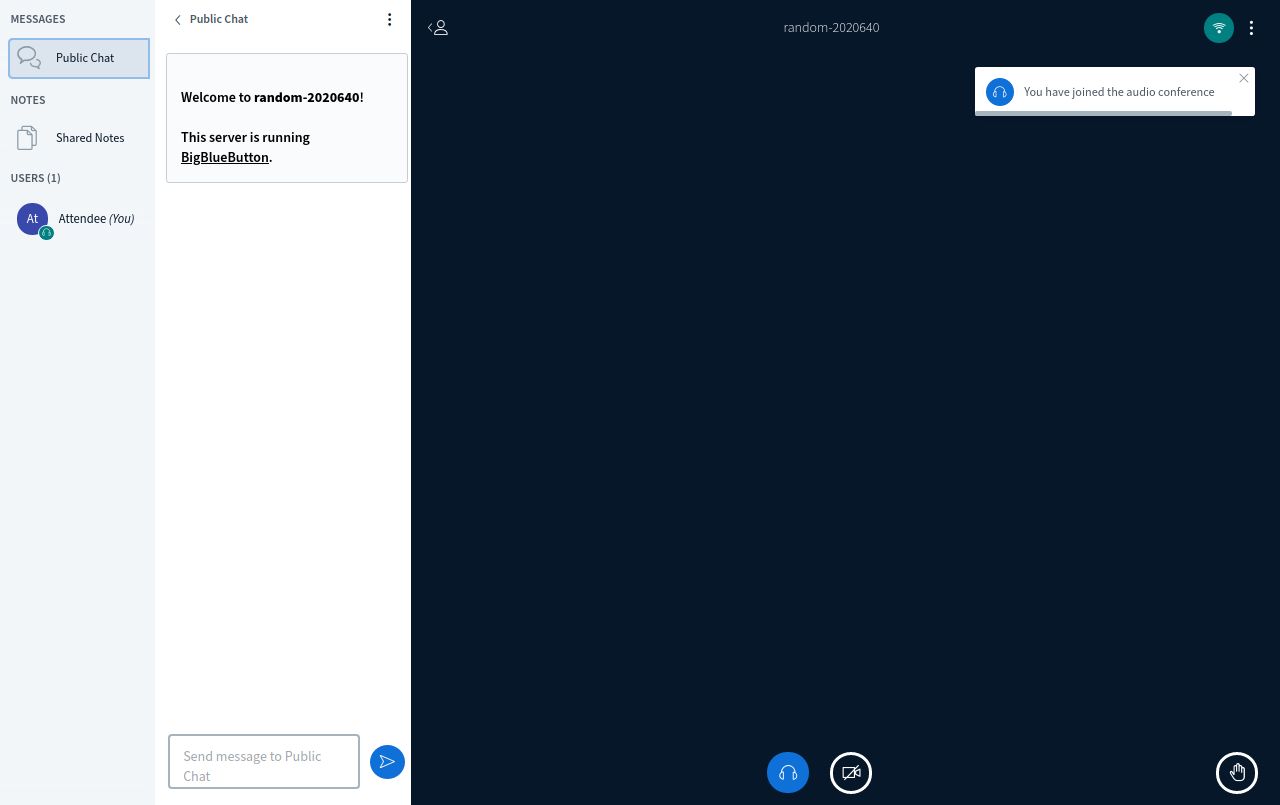 MESSAGES
Public Chat
NOTES
Shared Notes
USERS (1)
At
Attendee (You)
Public Chat
Welcome to random-2020640!
This server is running
BigBlueButton.
Send message to Public
Chat
random-2020640
You have joined the audio conference